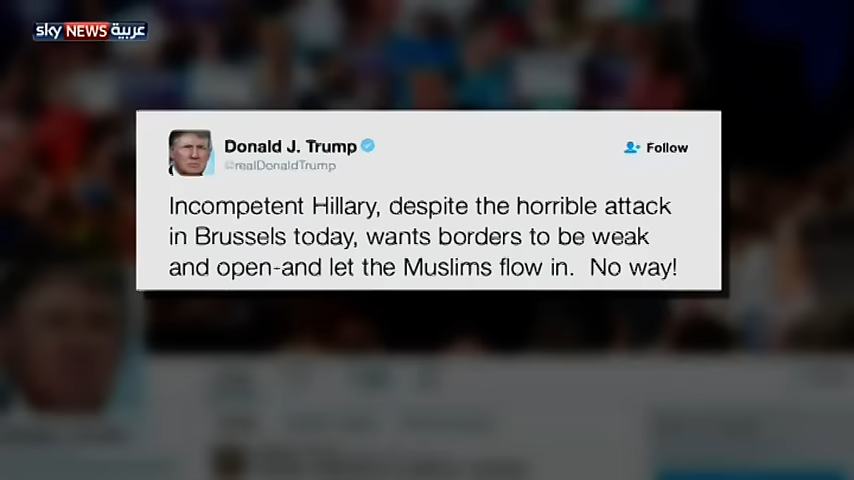 sky NEWS عربية
Donald J. Trump
Follow
@realDonaldTrump
Incompetent Hillary, despite the horrible attack
in Brussels today, wants borders to be weak
and open-and let the Muslims flow in. No way!